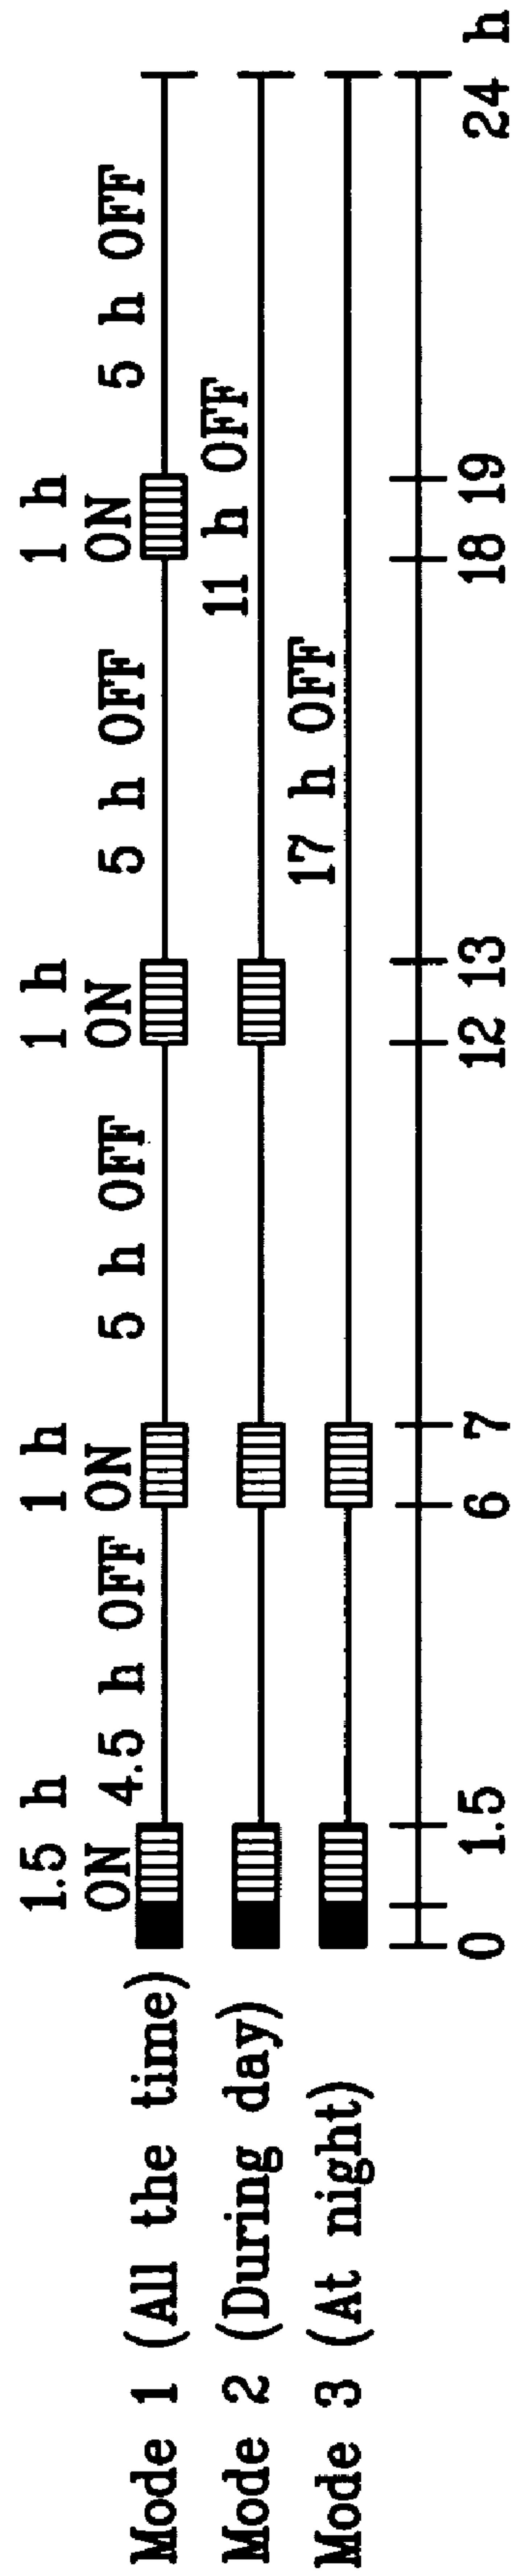 1.5 h 1 h 1 h 1 h
ON 4.5 h OFF ON 5 h OFF ON 5 h OFF ON 5 h OFF
Mode 1 (All the time)
11 h OFF
Mode 2 (During day)
17 h OFF
Mode 3 (At night)
0 1.5 6 7 12 13 18 19 24 h